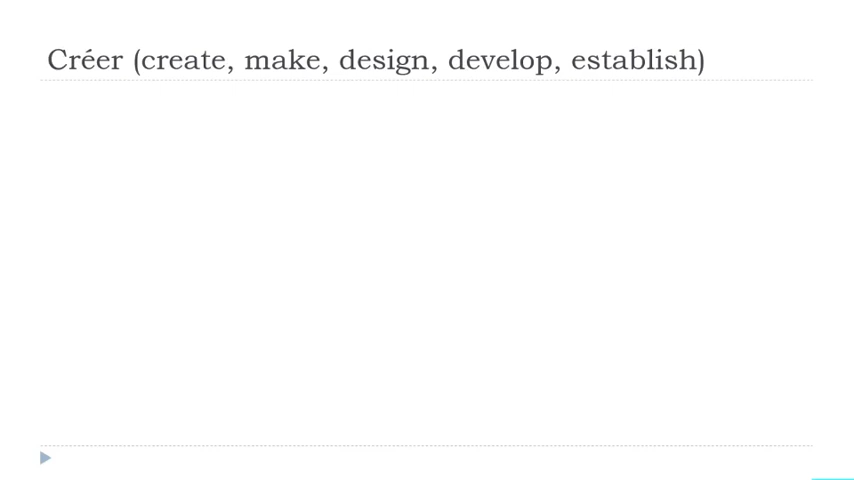 Créer (create, make, design, develop, establish)